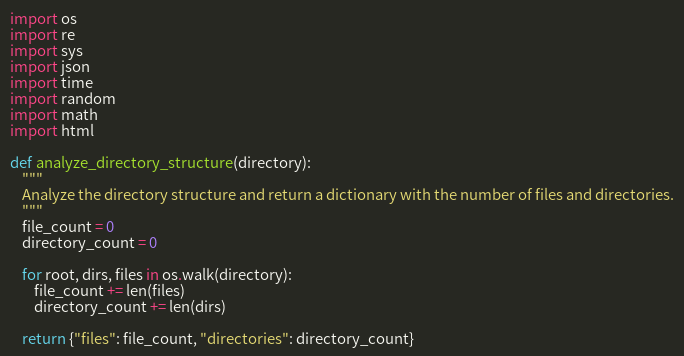 import os
import re
import sys
import json
import time
import random
import math
import html

def analyze_directory_structure(directory):
    """
    Analyze the directory structure and return a dictionary with the number of files and directories.
    """
    file_count = 0
    directory_count = 0

    for root, dirs, files in os.walk(directory):
        file_count += len(files)
        directory_count += len(dirs)

    return {"files": file_count, "directories": directory_count}